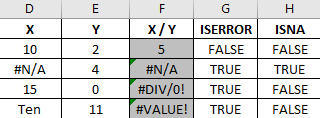 D E F G H
X Y X / Y ISERROR ISNA
10 2 5 FALSE FALSE
#N/A 4 #N/A TRUE TRUE
15 0 #DIV/0! TRUE FALSE
Ten 11 #VALUE! TRUE FALSE